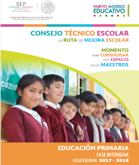 SEP
NUEVO MODELO
EDUCATIVO
CONSEJO TÉCNICO ESCOLAR
LA RUTA DE MEJORA ESCOLAR
MOMENTO
PARA CONSOLIDAR
ESTE ESPACIO
DE LOS MAESTROS
EDUCACIÓN PRIMARIA
FASE INTENSIVA
CICLO ESCOLAR 2017 - 2018